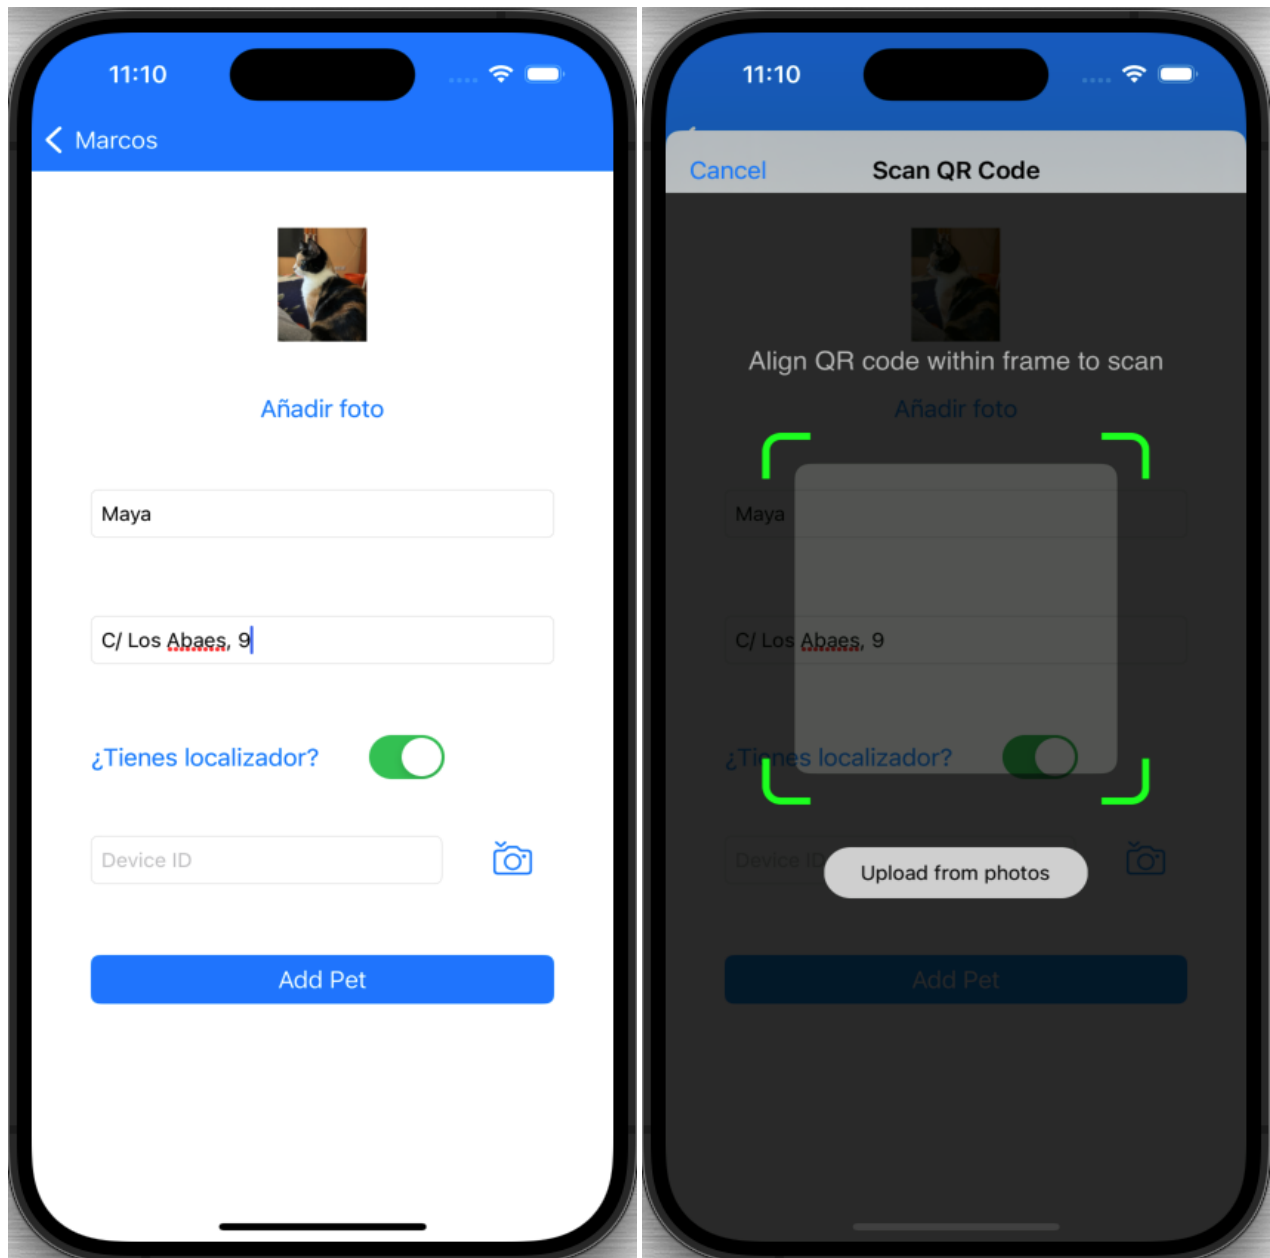 11:10
Marcos
Añadir foto
Maya
C/ Los Abaes, 9
¿Tienes localizador?
Device ID
Add Pet
11:10
Cancel
Scan QR Code
Align QR code within frame to scan
Añadir foto
Maya
C/ Los Abaes, 9
¿Tienes localizador?
Device ID
Upload from photos
Add Pet